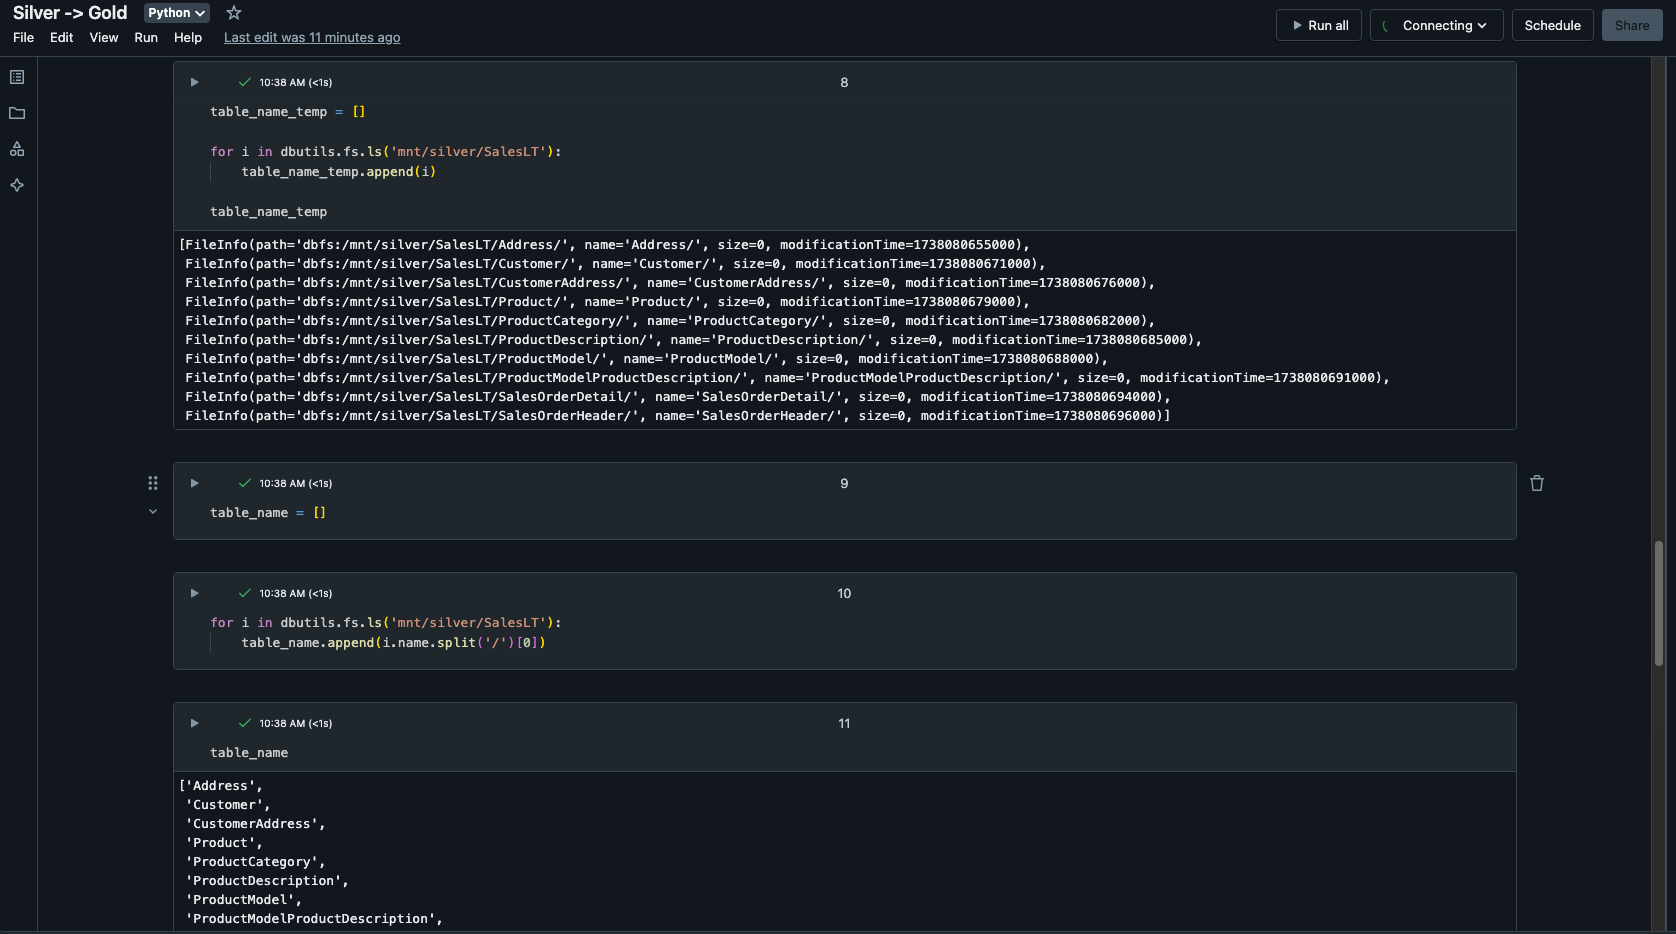 Silver -> Gold Python
File Edit View Run Help Last edit was 11 minutes ago
Run all Connecting Schedule Share
10:38 AM (<1s) 8
table_name_temp = []
for i in dbutils.fs.ls('mnt/silver/SalesLT'):
    table_name_temp.append(i)
table_name_temp
[FileInfo(path='dbfs:/mnt/silver/SalesLT/Address/', name='Address/', size=0, modificationTime=1738080655000),
 FileInfo(path='dbfs:/mnt/silver/SalesLT/Customer/', name='Customer/', size=0, modificationTime=1738080671000),
 FileInfo(path='dbfs:/mnt/silver/SalesLT/CustomerAddress/', name='CustomerAddress/', size=0, modificationTime=1738080676000),
 FileInfo(path='dbfs:/mnt/silver/SalesLT/Product/', name='Product/', size=0, modificationTime=1738080679000),
 FileInfo(path='dbfs:/mnt/silver/SalesLT/ProductCategory/', name='ProductCategory/', size=0, modificationTime=1738080682000),
 FileInfo(path='dbfs:/mnt/silver/SalesLT/ProductDescription/', name='ProductDescription/', size=0, modificationTime=1738080685000),
 FileInfo(path='dbfs:/mnt/silver/SalesLT/ProductModel/', name='ProductModel/', size=0, modificationTime=1738080688000),
 FileInfo(path='dbfs:/mnt/silver/SalesLT/ProductModelProductDescription/', name='ProductModelProductDescription/', size=0, modificationTime=1738080691000),
 FileInfo(path='dbfs:/mnt/silver/SalesLT/SalesOrderDetail/', name='SalesOrderDetail/', size=0, modificationTime=1738080694000),
 FileInfo(path='dbfs:/mnt/silver/SalesLT/SalesOrderHeader/', name='SalesOrderHeader/', size=0, modificationTime=1738080696000)]
10:38 AM (<1s) 9
table_name = []
10:38 AM (<1s) 10
for i in dbutils.fs.ls('mnt/silver/SalesLT'):
    table_name.append(i.name.split('/')[0])
10:38 AM (<1s) 11
table_name
['Address',
 'Customer',
 'CustomerAddress',
 'Product',
 'ProductCategory',
 'ProductDescription',
 'ProductModel',
 'ProductModelProductDescription',